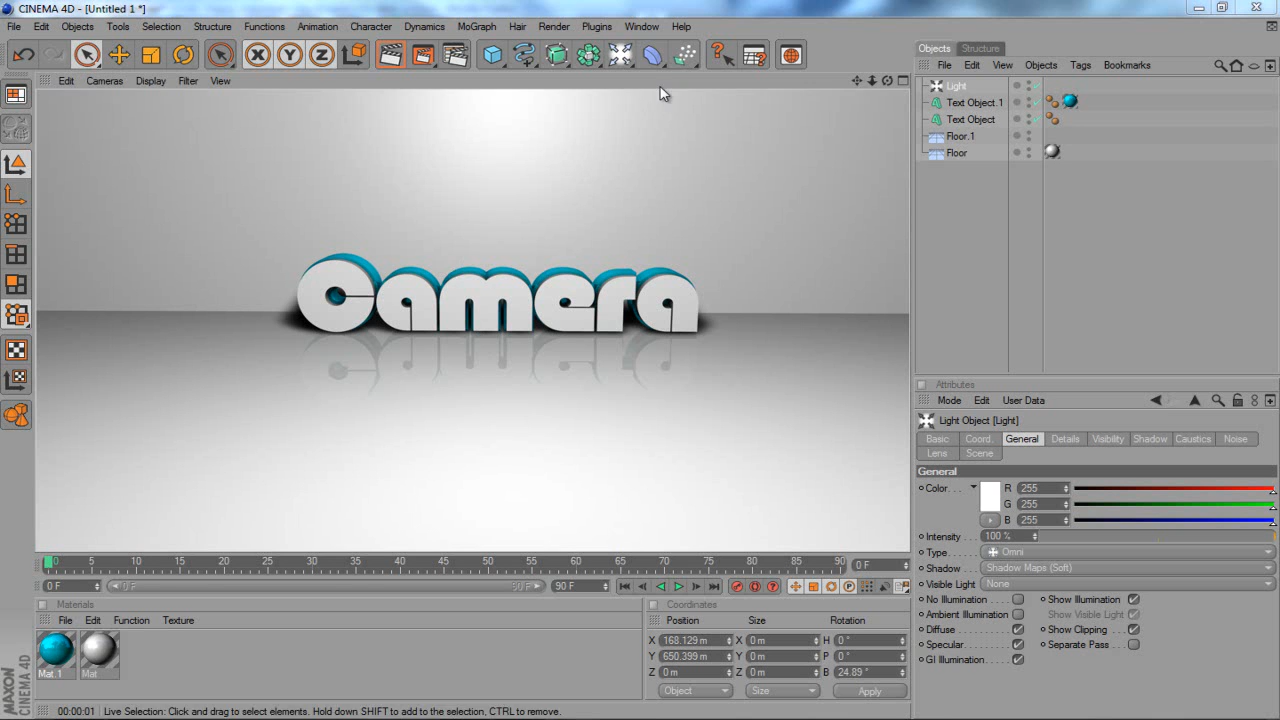 CINEMA 4D - [Untitled 1 *]
File Edit Objects Tools Selection Structure Functions Animation Character Dynamics MoGraph Hair Render Plugins Window Help
X Y Z
Objects Structure
File Edit View Objects Tags Bookmarks
Edit Cameras Display Filter View
Light
Text Object.1
Text Object
Floor.1
Floor
Camera
Attributes
Mode Edit User Data
Light Object [Light]
Basic Coord. General Details Visibility Shadow Caustics Noise
Lens Scene
General
Color. . . R 255
G 255
B 255
Intensity 100 %
Type. . . Omni
Shadow. . Shadow Maps (Soft)
Visible Light None
No Illumination Show Illumination
Ambient Illumination Show Visible Light
Diffuse Show Clipping
Specular Separate Pass
GI Illumination
0 5 10 15 20 25 30 35 40 45 50 55 60 65 70 75 80 85 90 0 F
0 F 0 F 90 F 90 F
Materials
File Edit Function Texture
Mat.1 Mat
Coordinates
Position Size Rotation
X 168.129 m X 0 m H 0 °
Y 650.399 m Y 0 m P 0 °
Z 0 m Z 0 m B 24.89 °
Object Size Apply
MAXON
CINEMA 4D
00:00:01 Live Selection: Click and drag to select elements. Hold down SHIFT to add to the selection, CTRL to remove.